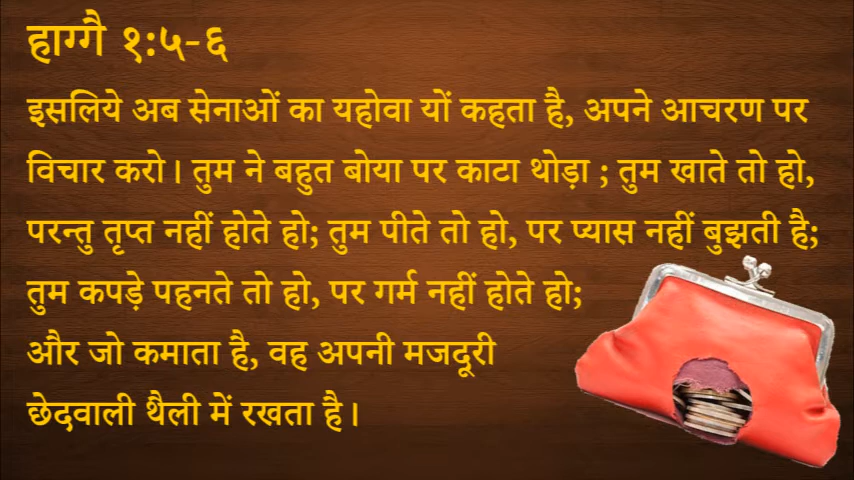 हाग्गै १:५-६
इसलिये अब सेनाओं का यहोवा यों कहता है, अपने आचरण पर
विचार करो। तुम ने बहुत बोया पर काटा थोड़ा ; तुम खाते तो हो,
परन्तु तृप्त नहीं होते हो; तुम पीते तो हो, पर प्यास नहीं बुझती है;
तुम कपड़े पहनते तो हो, पर गर्म नहीं होते हो;
और जो कमाता है, वह अपनी मजदूरी
छेदवाली थैली में रखता है।